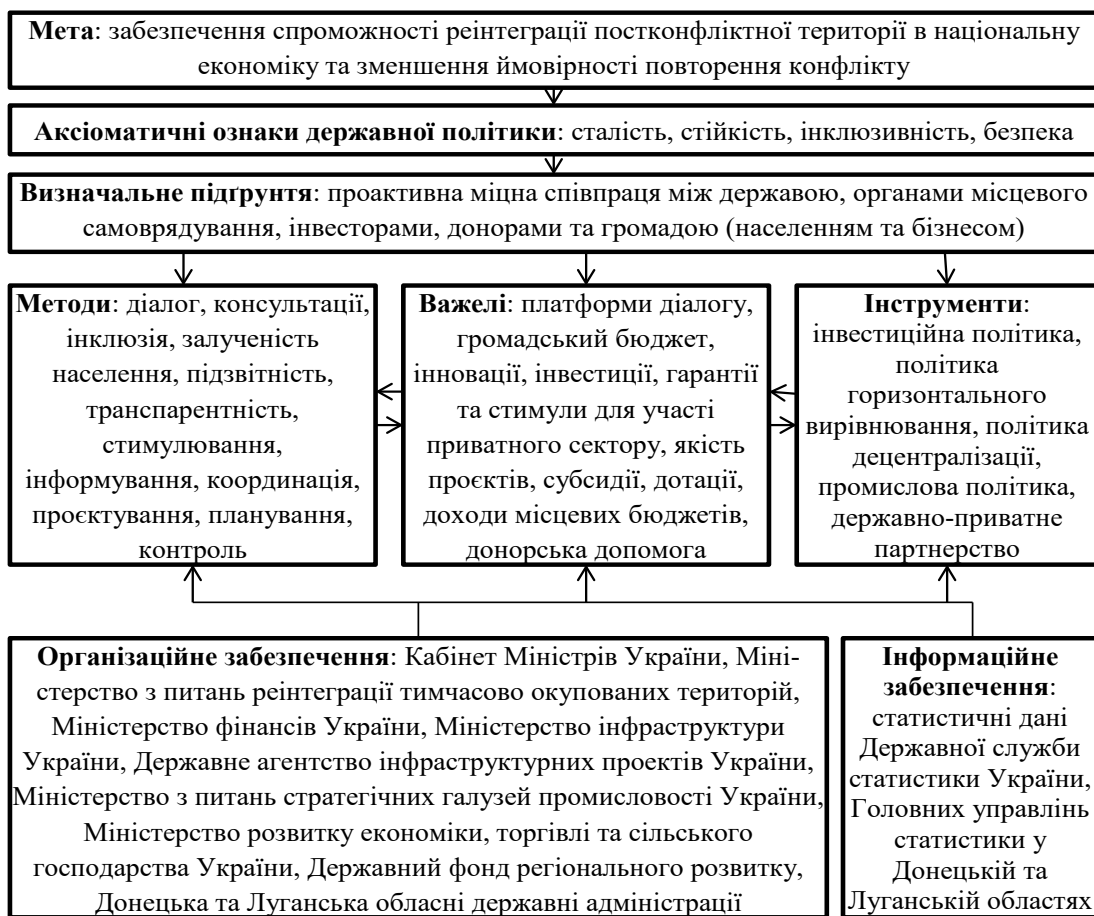 Мета: забезпечення спроможності реінтеграції постконфліктної території в національну
економіку та зменшення ймовірності повторення конфлікту
Аксіоматичні ознаки державної політики: сталість, стійкість, інклюзивність, безпека
Визначальне підґрунтя: проактивна міцна співпраця між державою, органами місцевого
самоврядування, інвесторами, донорами та громадою (населенням та бізнесом)
Методи: діалог, консультації,
інклюзія, залученість
населення, підзвітність,
транспарентність,
стимулювання,
інформування, координація,
проєктування, планування,
контроль
Важелі: платформи діалогу,
громадський бюджет,
інновації, інвестиції, гарантії
та стимули для участі
приватного сектору, якість
проєктів, субсидії, дотації,
доходи місцевих бюджетів,
донорська допомога
Інструменти:
інвестиційна політика,
політика
горизонтального
вирівнювання, політика
децентралізації,
промислова політика,
державно-приватне
партнерство
Організаційне забезпечення: Кабінет Міністрів України, Міні-
стерство з питань реінтеграції тимчасово окупованих територій,
Міністерство фінансів України, Міністерство інфраструктури
України, Державне агентство інфраструктурних проектів України,
Міністерство з питань стратегічних галузей промисловості України,
Міністерство розвитку економіки, торгівлі та сільського
господарства України, Державний фонд регіонального розвитку,
Донецька та Луганська обласні державні адміністрації
Інформаційне
забезпечення:
статистичні дані
Державної служби
статистики України,
Головних управлінь
статистики у
Донецькій та
Луганській областях